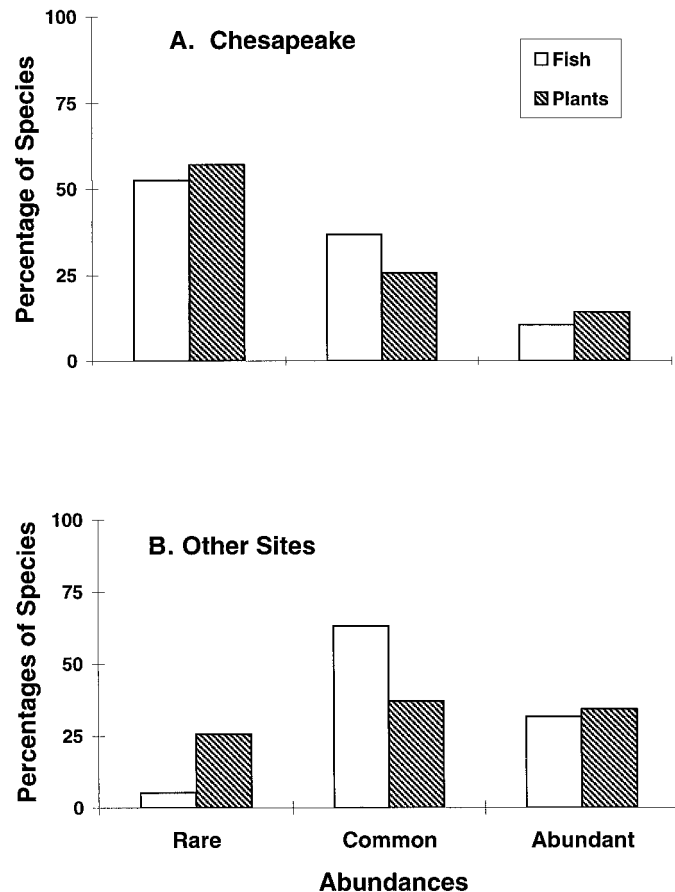 A. Chesapeake
Fish
Plants
Percentage of Species
100
75
50
25
0
B. Other Sites
Percentages of Species
100
75
50
25
0
Rare Common Abundant
Abundances